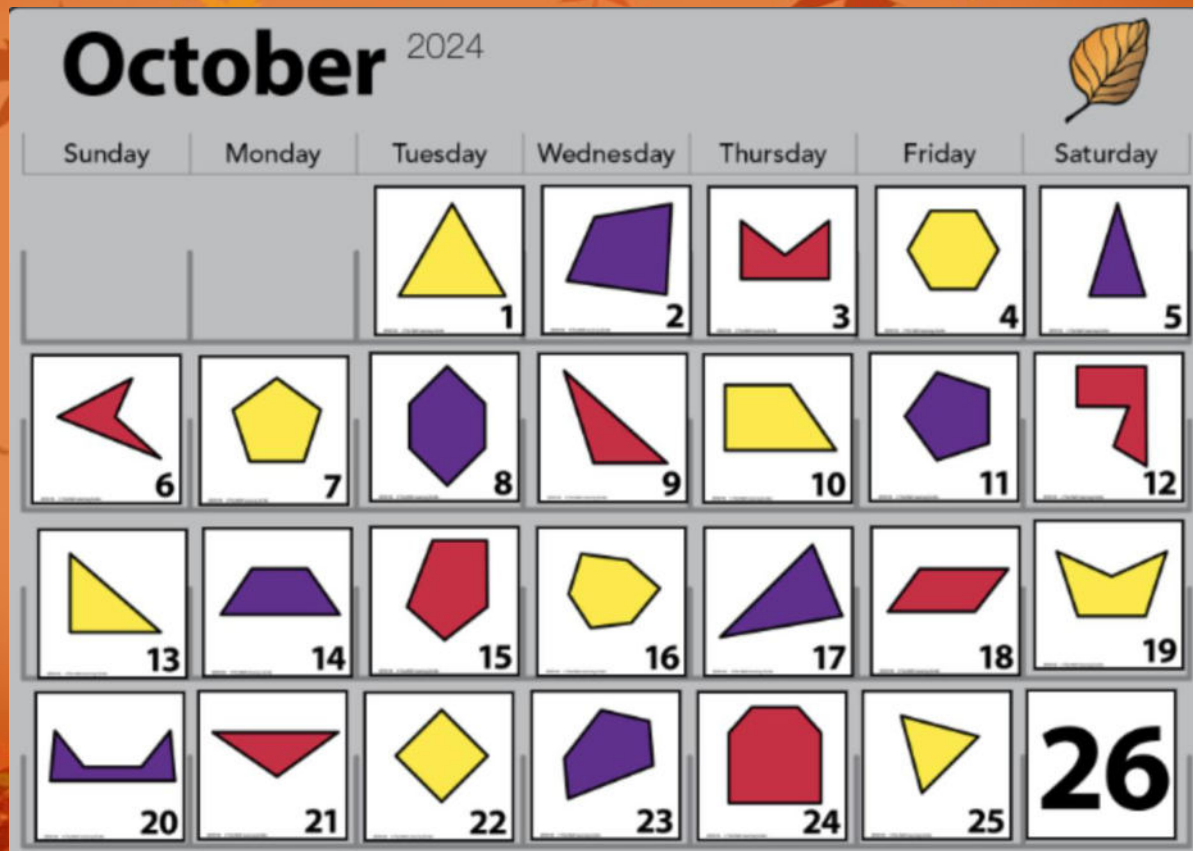 October 2024
Sunday Monday Tuesday Wednesday Thursday Friday Saturday
1 2 3 4 5
6 7 8 9 10 11 12
13 14 15 16 17 18 19
20 21 22 23 24 25 26